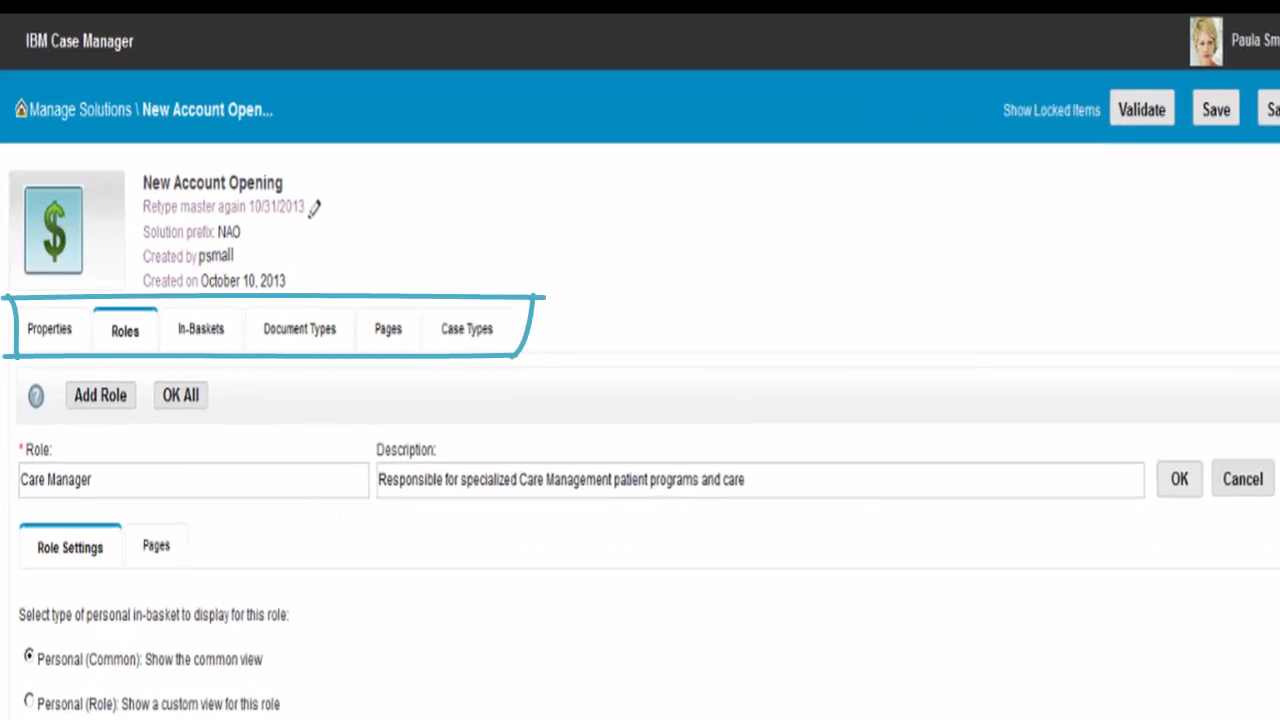 IBM Case Manager
Paula Sm
Manage Solutions \ New Account Open...
Show Locked Items Validate Save Sa
New Account Opening
Retype master again 10/31/2013
Solution prefix: NAO
Created by psmall
Created on October 10, 2013
Properties Roles In-Baskets Document Types Pages Case Types
? Add Role OK All
* Role: Description:
Care Manager Responsible for specialized Care Management patient programs and care OK Cancel
Role Settings Pages
Select type of personal in-basket to display for this role:
Personal (Common): Show the common view
Personal (Role): Show a custom view for this role